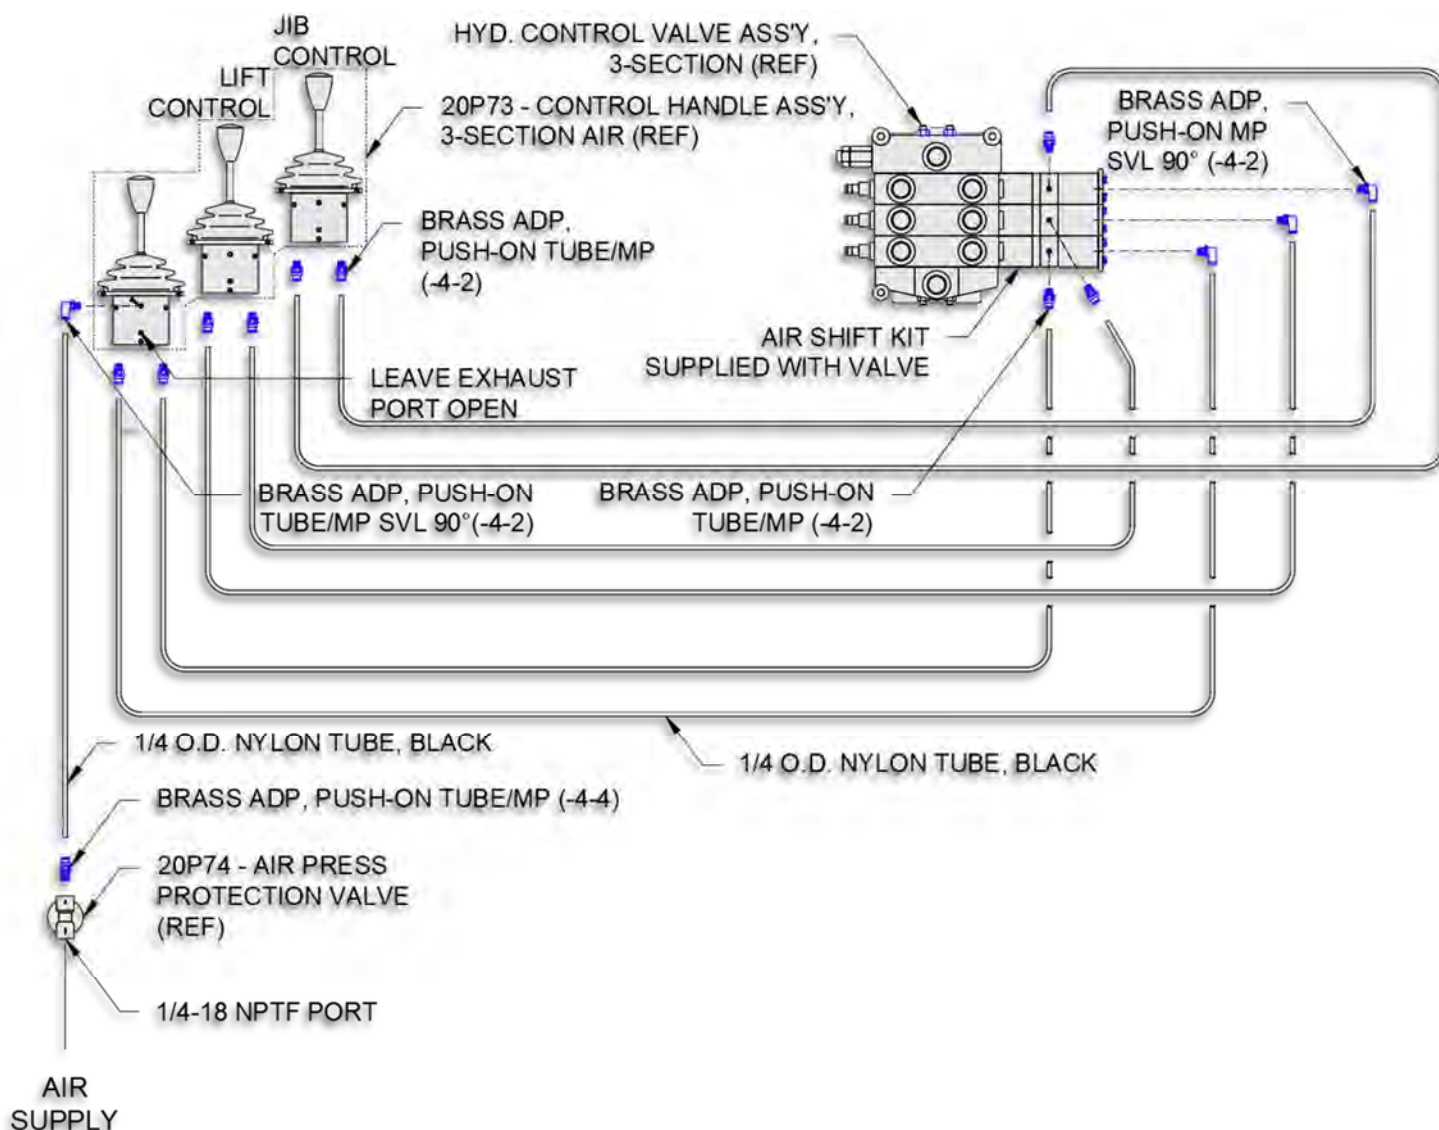 JIB
CONTROL
LIFT
CONTROL
HYD. CONTROL VALVE ASS'Y,
3-SECTION (REF)
20P73 - CONTROL HANDLE ASS'Y,
3-SECTION AIR (REF)
BRASS ADP,
PUSH-ON MP
SVL 90° (-4-2)
BRASS ADP,
PUSH-ON TUBE/MP
(-4-2)
AIR SHIFT KIT
SUPPLIED WITH VALVE
LEAVE EXHAUST
PORT OPEN
BRASS ADP, PUSH-ON
TUBE/MP SVL 90°(-4-2)
BRASS ADP, PUSH-ON
TUBE/MP (-4-2)
1/4 O.D. NYLON TUBE, BLACK
1/4 O.D. NYLON TUBE, BLACK
BRASS ADP, PUSH-ON TUBE/MP (-4-4)
20P74 - AIR PRESS
PROTECTION VALVE
(REF)
1/4-18 NPTF PORT
AIR
SUPPLY